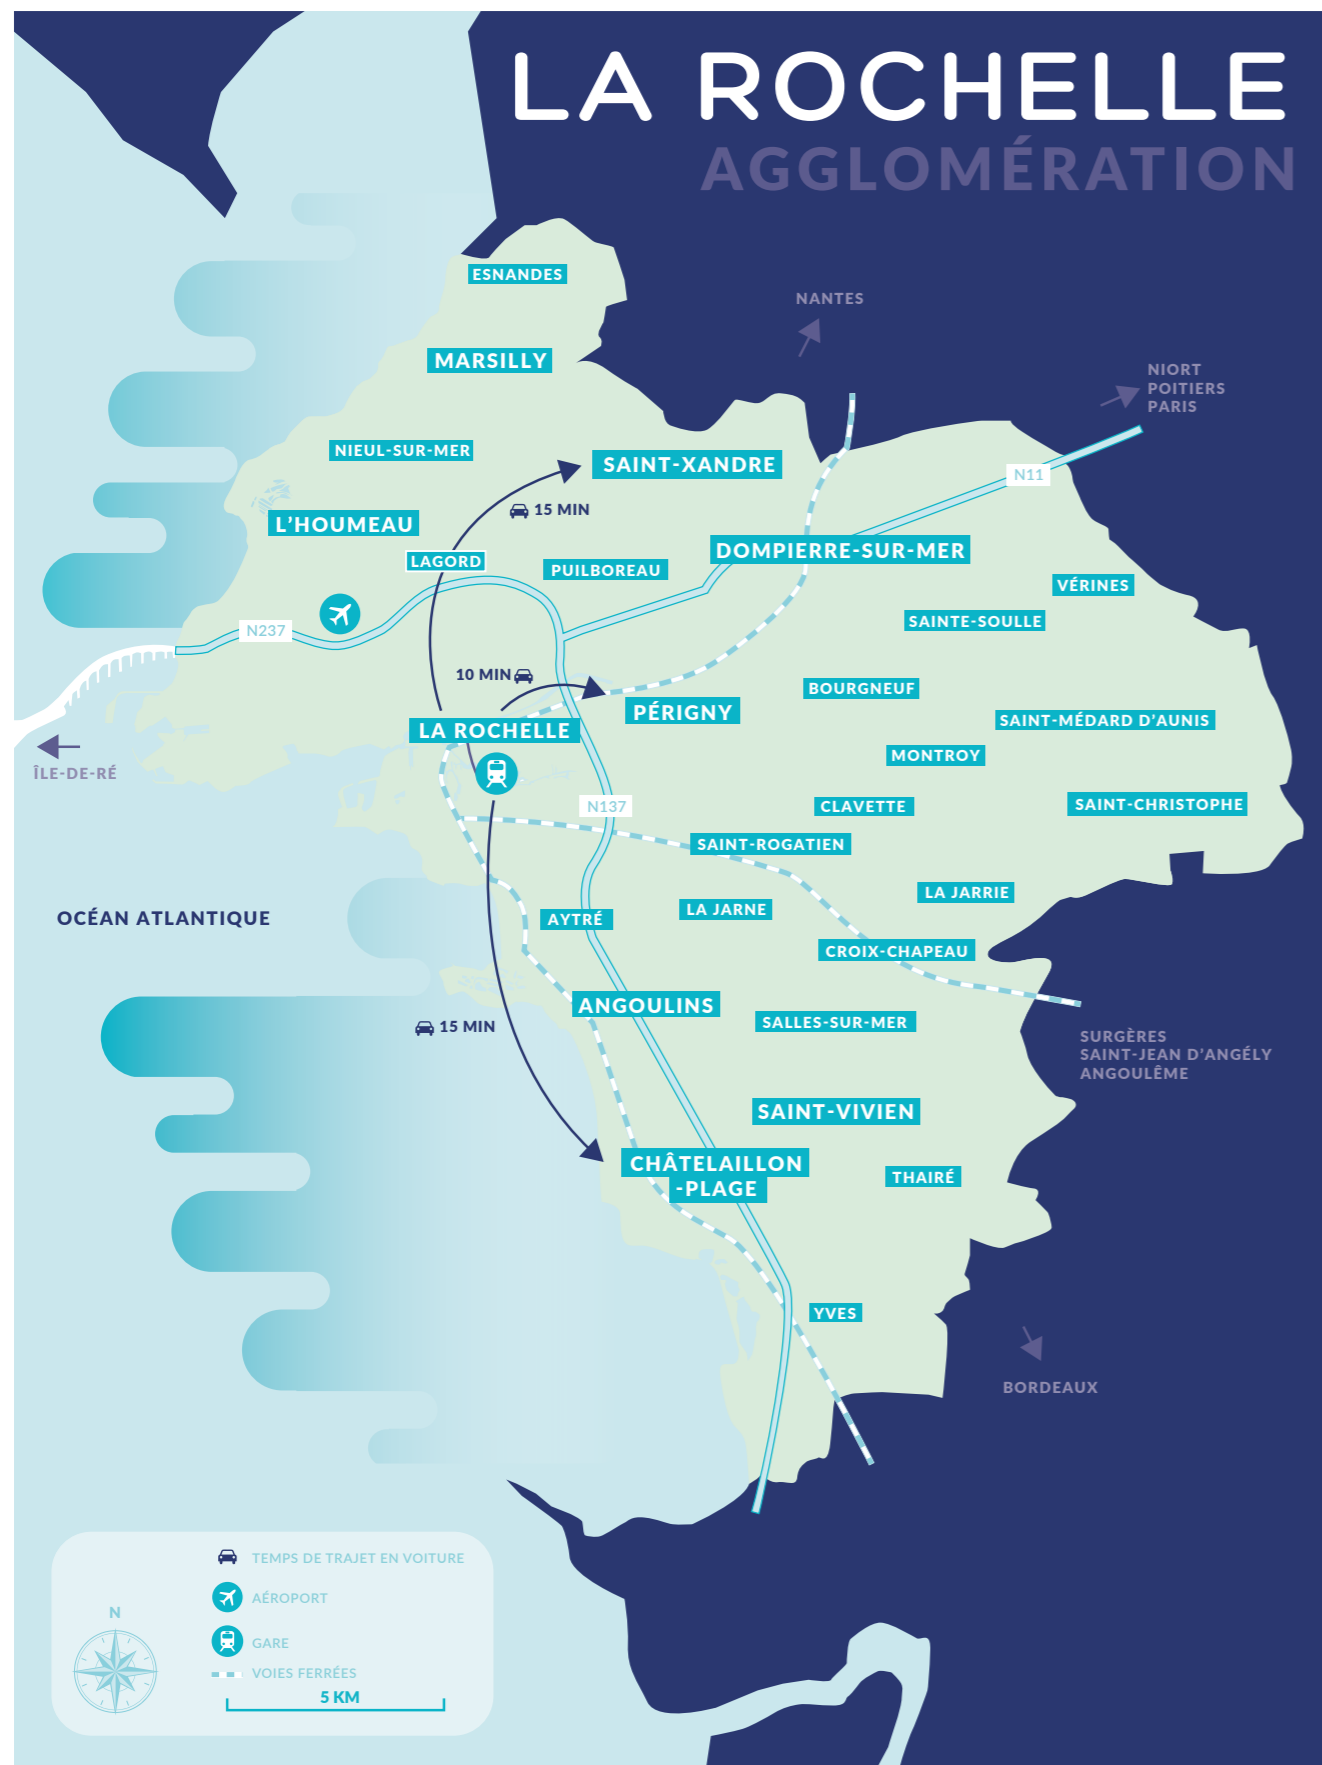 LA ROCHELLE
AGGLOMÉRATION
ESNANDES
NANTES
MARSILLY
NIORT
POITIERS
PARIS
NIEUL-SUR-MER
SAINT-XANDRE
N11
15 MIN
L'HOUMEAU
DOMPIERRE-SUR-MER
LAGORD
PUILBOREAU
VÉRINES
SAINTE-SOULLE
N237
10 MIN
BOURGNEUF
PÉRIGNY
SAINT-MÉDARD D'AUNIS
LA ROCHELLE
MONTROY
ÎLE-DE-RÉ
N137
CLAVETTE
SAINT-CHRISTOPHE
SAINT-ROGATIEN
LA JARRIE
LA JARNE
OCÉAN ATLANTIQUE
AYTRÉ
CROIX-CHAPEAU
ANGOULINS
SALLES-SUR-MER
15 MIN
SURGÈRES
SAINT-JEAN D'ANGÉLY
ANGOULÊME
SAINT-VIVIEN
CHÂTELAILLON
-PLAGE
THAIRÉ
YVES
BORDEAUX
TEMPS DE TRAJET EN VOITURE
AÉROPORT
N
GARE
VOIES FERRÉES
5 KM